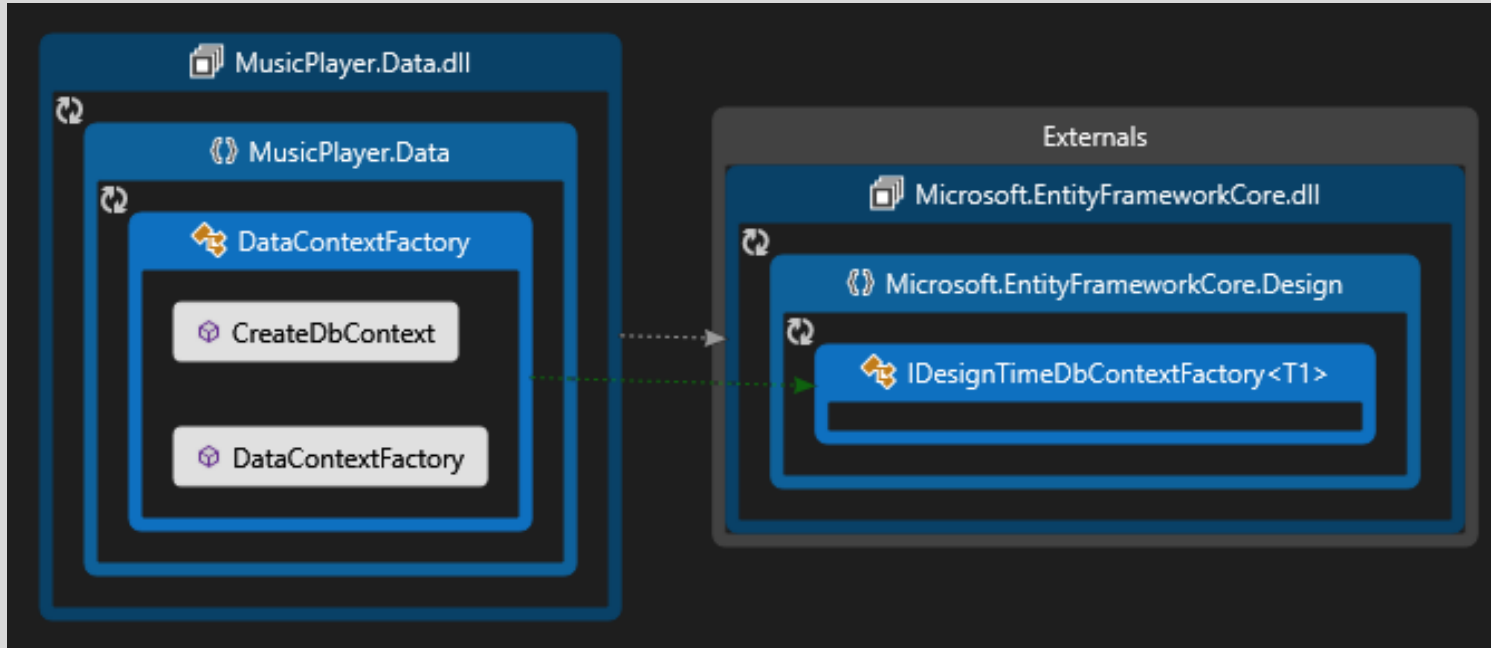 MusicPlayer.Data.dll
MusicPlayer.Data
DataContextFactory
CreateDbContext
DataContextFactory
Externals
Microsoft.EntityFrameworkCore.dll
Microsoft.EntityFrameworkCore.Design
IDesignTimeDbContextFactory<T1>